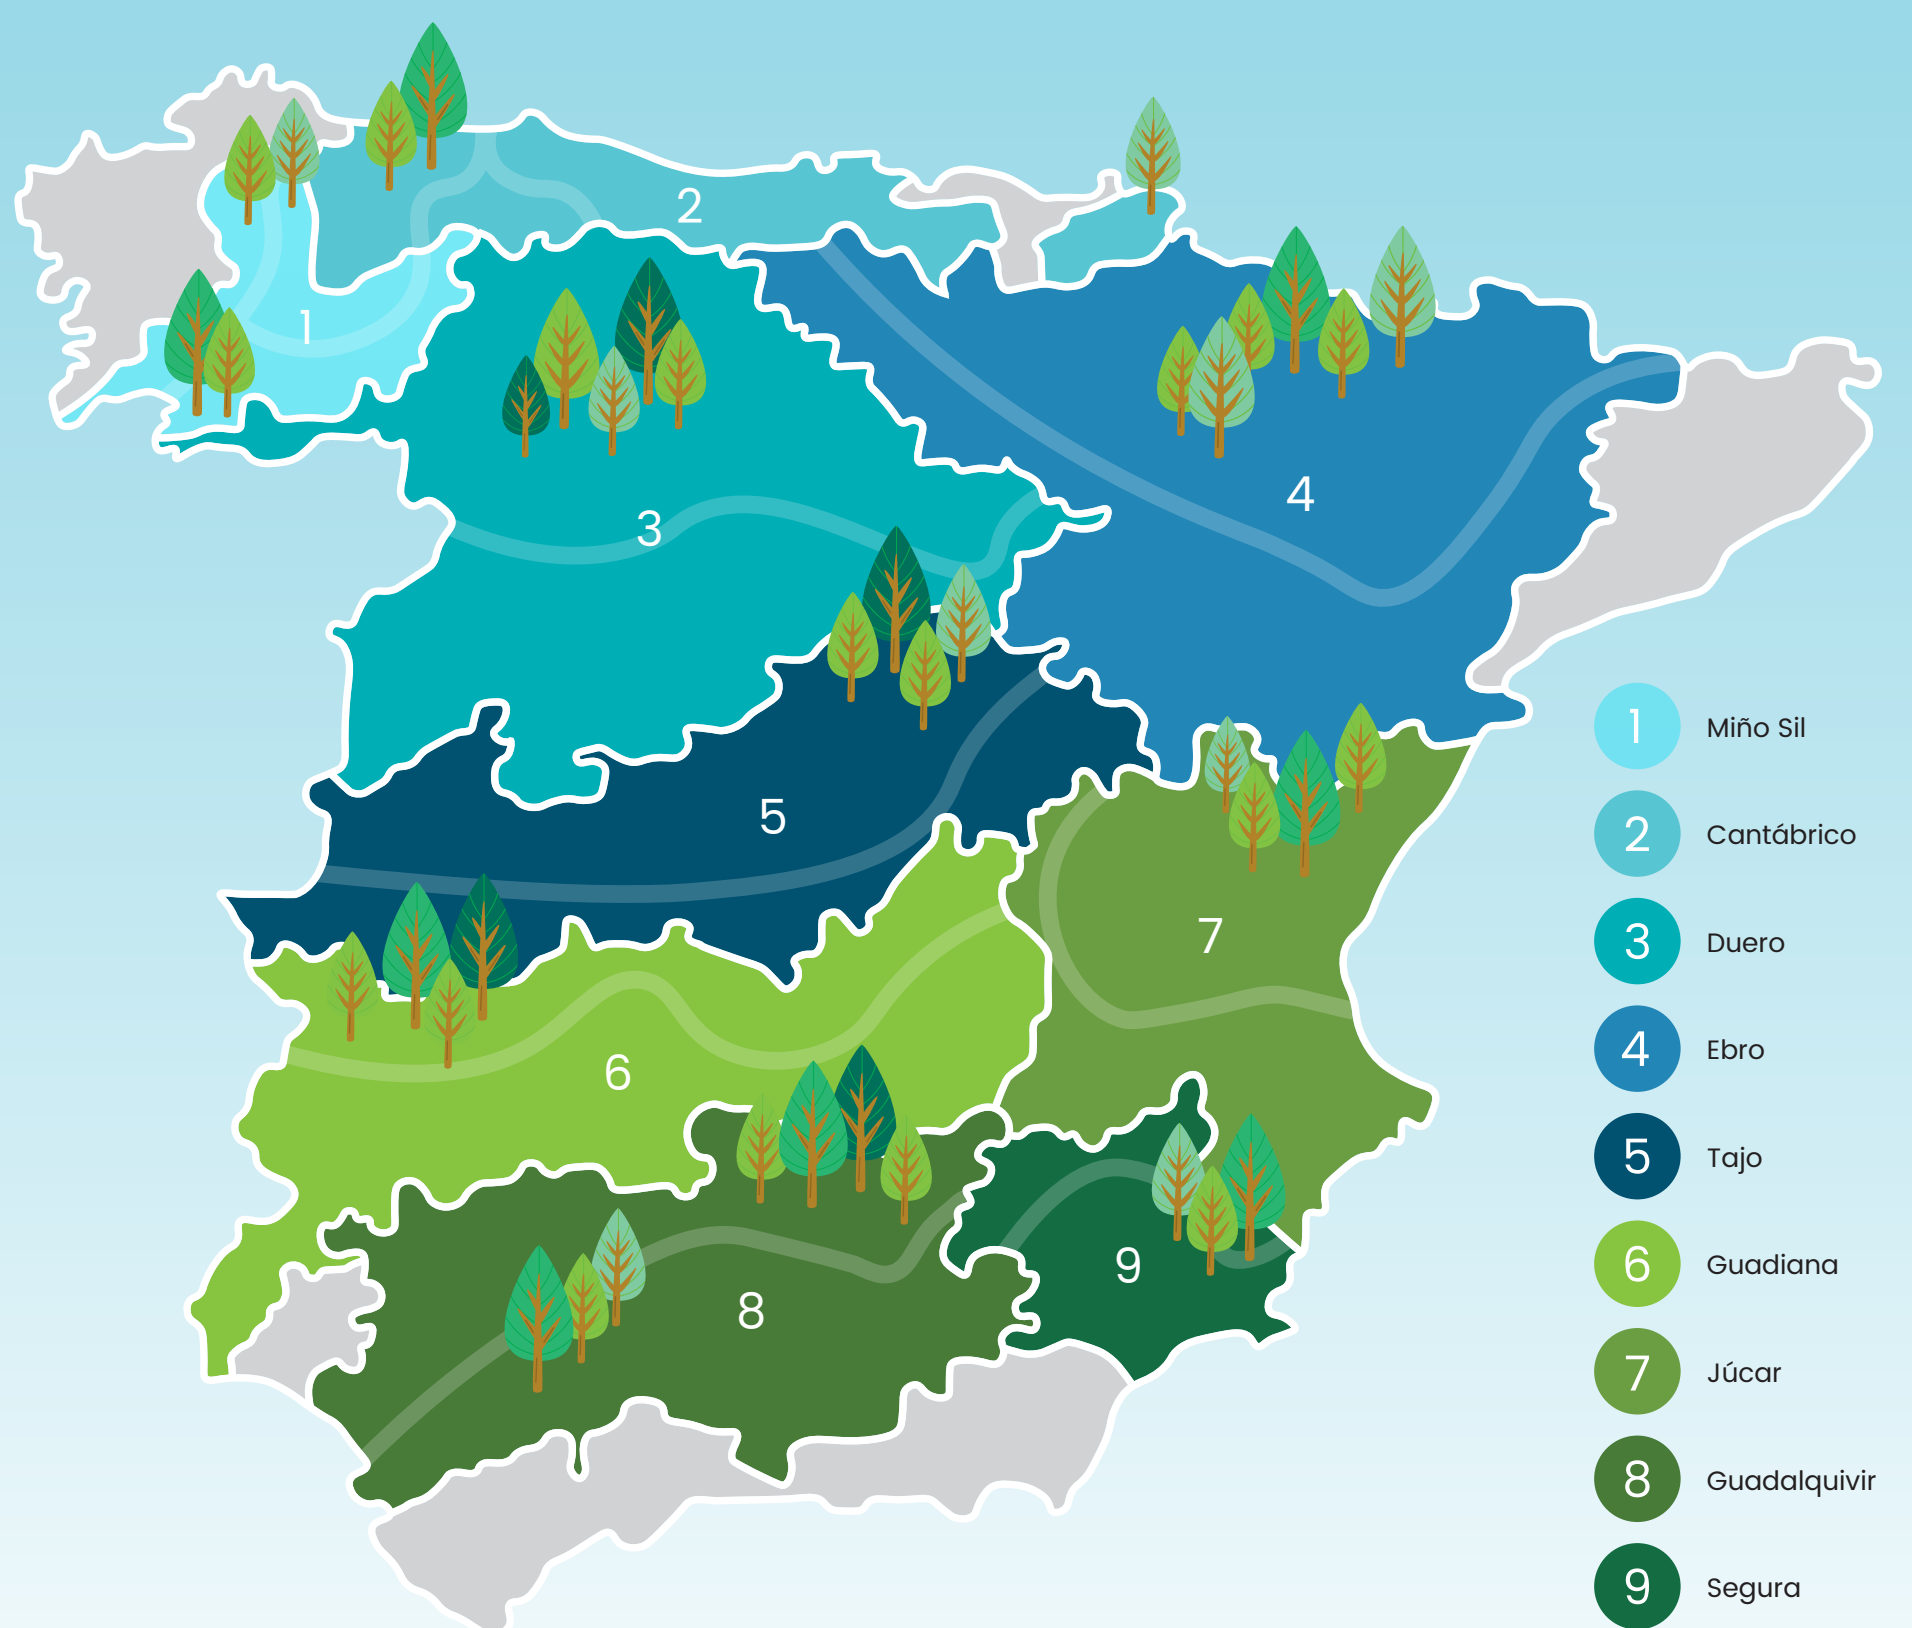 2
1
4
3
5
7
6
9
8
1 Miño Sil
2 Cantábrico
3 Duero
4 Ebro
5 Tajo
6 Guadiana
7 Júcar
8 Guadalquivir
9 Segura